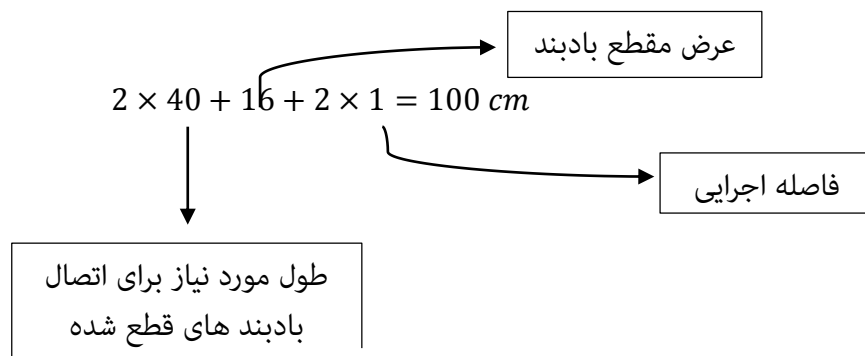 عرض مقطع بادبند
2 × 40 + 16 + 2 × 1 = 100 cm
فاصله اجرایی
طول مورد نیاز برای اتصال
بادبند های قطع شده